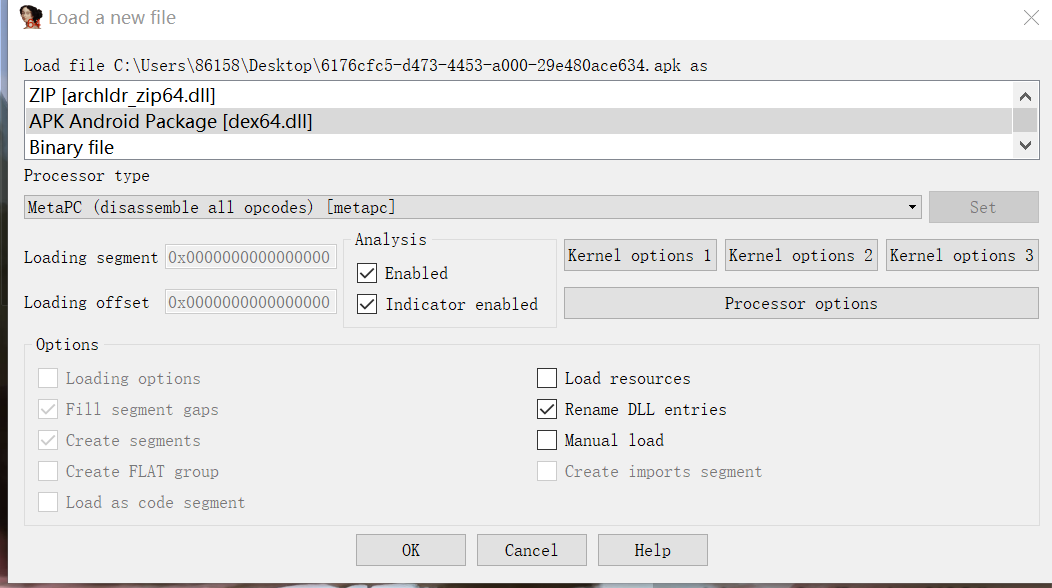 Load a new file
Load file C:\Users\86158\Desktop\6176cfc5-d473-4453-a000-29e480ace634.apk as
ZIP [archldr_zip64.dll]
APK Android Package [dex64.dll]
Binary file
Processor type
MetaPC (disassemble all opcodes) [metapc]
Set
Loading segment 0x0000000000000000
Loading offset 0x0000000000000000
Analysis
Enabled
Indicator enabled
Kernel options 1
Kernel options 2
Kernel options 3
Processor options
Options
Loading options
Fill segment gaps
Create segments
Create FLAT group
Load as code segment
Load resources
Rename DLL entries
Manual load
Create imports segment
OK
Cancel
Help